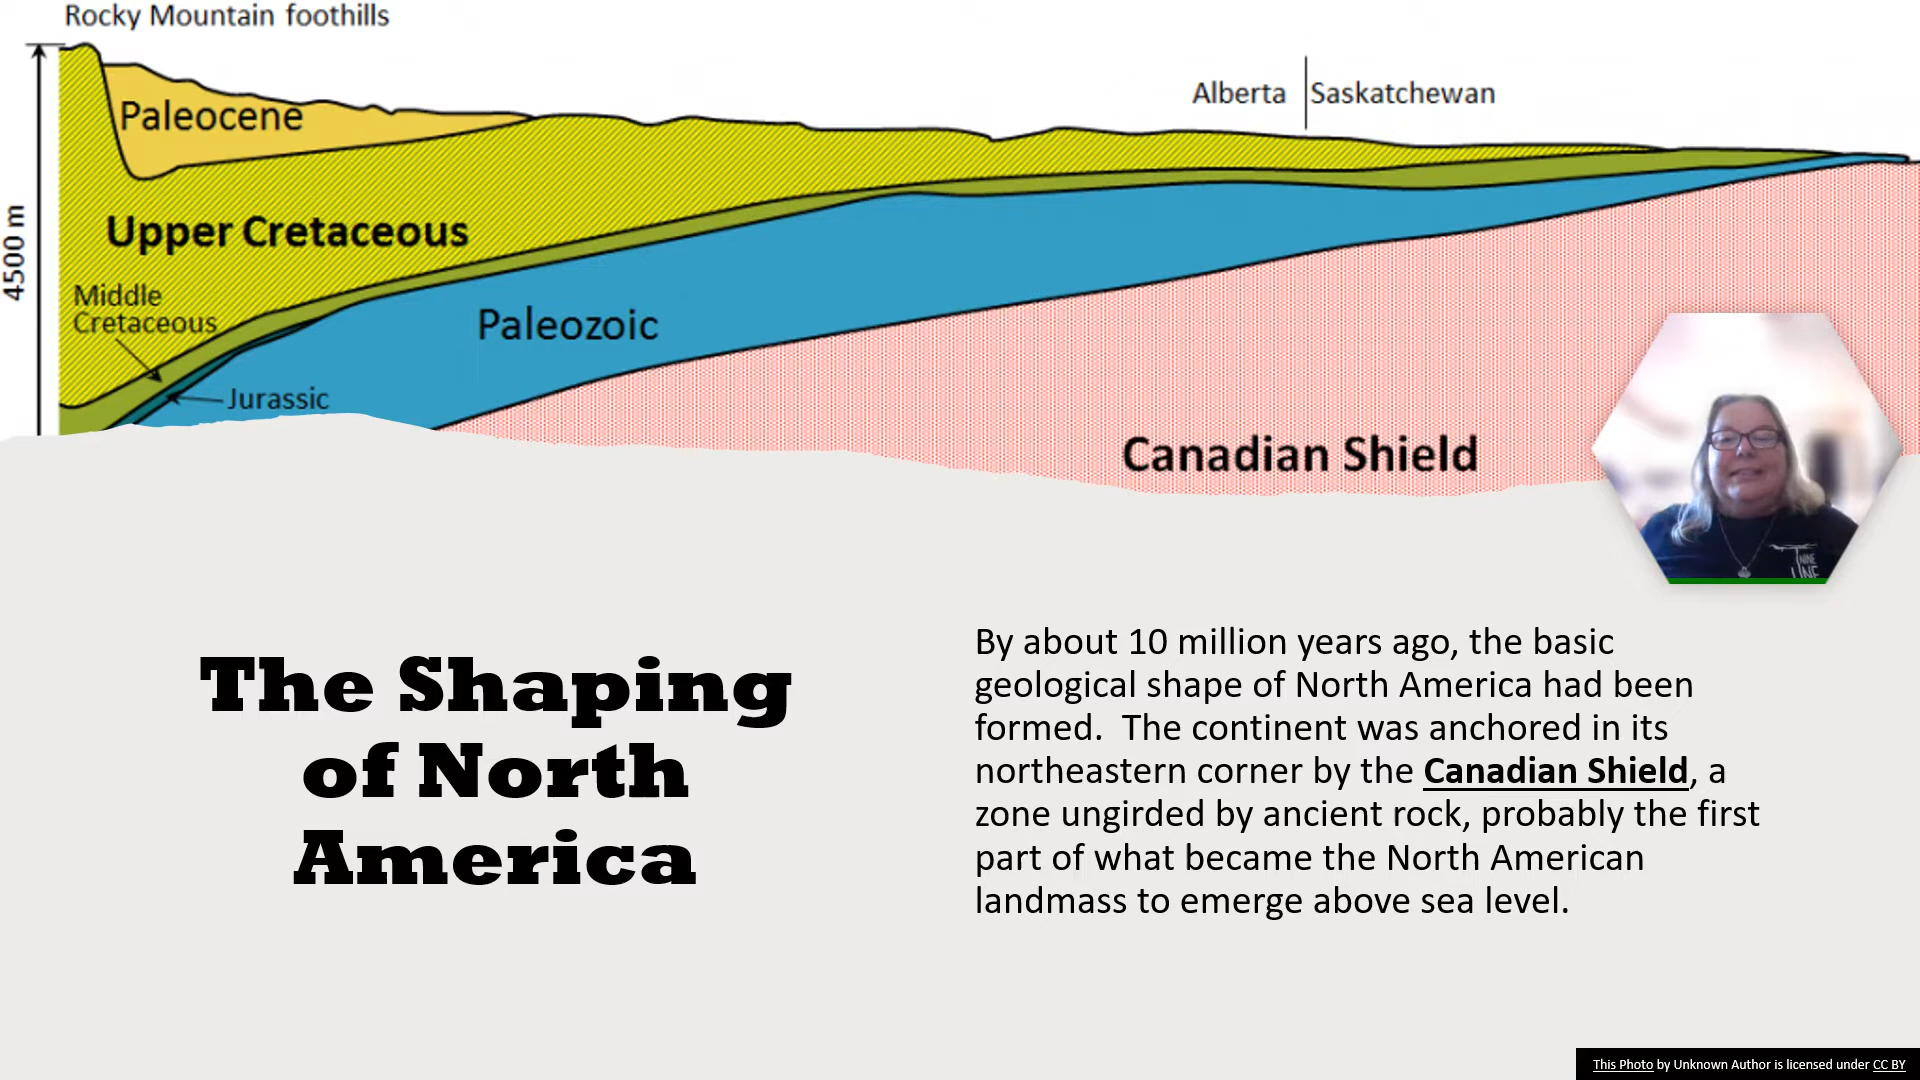 Rocky Mountain foothills
Alberta
Saskatchewan
Paleocene
4500 m
Upper Cretaceous
Middle
Cretaceous
Paleozoic
Jurassic
Canadian Shield
NINE
LINE
The Shaping
of North
America
By about 10 million years ago, the basic
geological shape of North America had been
formed. The continent was anchored in its
northeastern corner by the Canadian Shield, a
zone ungirded by ancient rock, probably the first
part of what became the North American
landmass to emerge above sea level.
This Photo by Unknown Author is licensed under CC BY